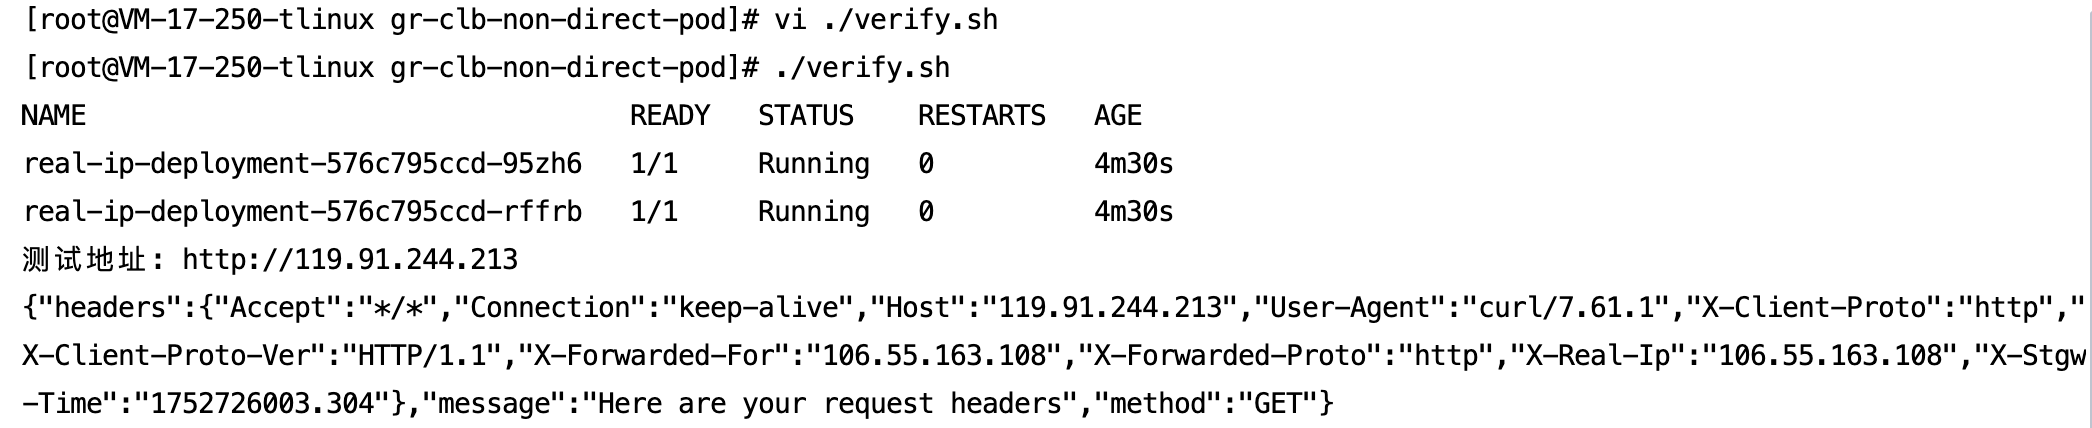 [root@VM-17-250-tlinux gr-clb-non-direct-pod]# vi ./verify.sh
[root@VM-17-250-tlinux gr-clb-non-direct-pod]# ./verify.sh
NAME                                  READY   STATUS    RESTARTS   AGE
real-ip-deployment-576c795ccd-95zh6   1/1     Running   0          4m30s
real-ip-deployment-576c795ccd-rffrb   1/1     Running   0          4m30s
测试地址: http://119.91.244.213
{"headers":{"Accept":"*/*","Connection":"keep-alive","Host":"119.91.244.213","User-Agent":"curl/7.61.1","X-Client-Proto":"http","
X-Client-Proto-Ver":"HTTP/1.1","X-Forwarded-For":"106.55.163.108","X-Forwarded-Proto":"http","X-Real-Ip":"106.55.163.108","X-Stgw
-Time":"1752726003.304"},"message":"Here are your request headers","method":"GET"}